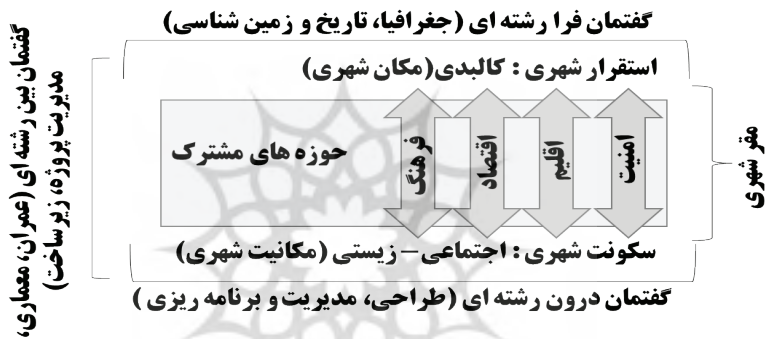 گفتمان فرا رشته ای (جغرافیا، تاریخ و زمین شناسی)
استقرار شهری : کالبدی(مکان شهری)
امنیت
اقلیم
اقتصاد
فرهنگ
حوزه های مشترک
سکونت شهری : اجتماعی – زیستی (مکانیت شهری)
گفتمان درون رشته ای (طراحی، مدیریت و برنامه ریزی )
مقر شهری
گفتمان بین رشته ای (عمران، معماری،
مدیریت پروژه، زیرساخت)